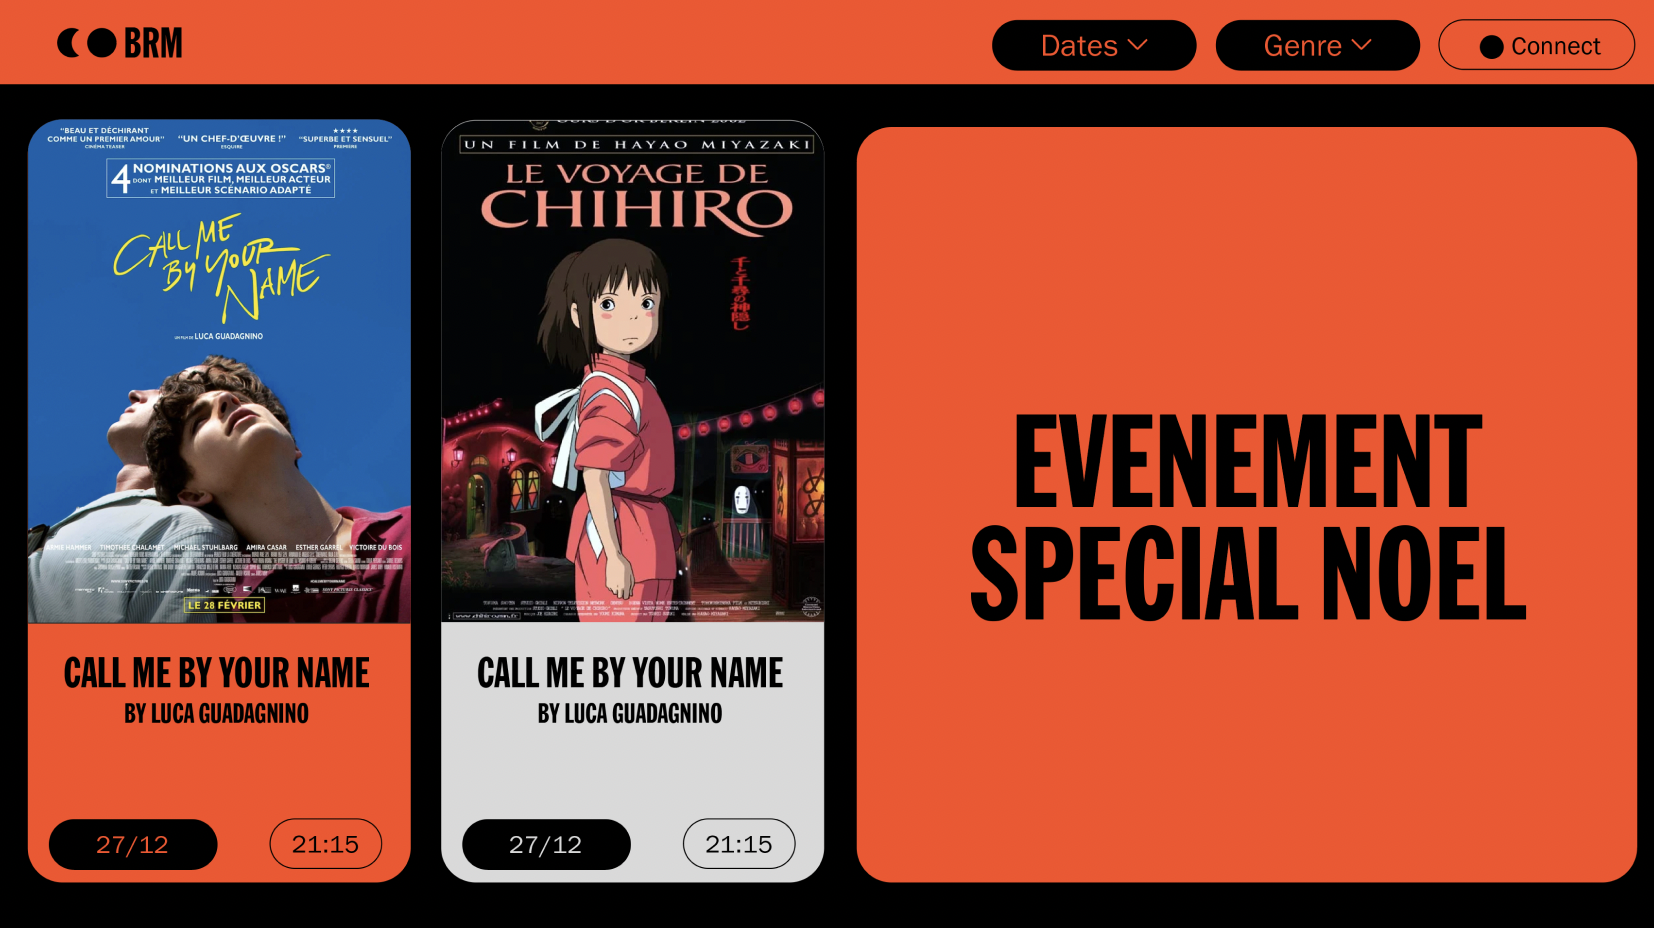 BRM
Dates
Genre
Connect
"BEAU ET DÉCHIRANT
COMME UN PREMIER AMOUR"
CINÉMA TEASER
"UN CHEF-D'ŒUVRE !"
ESQUIRE
★★★★
"SUPERBE ET SENSUEL"
PREMIERE
4 NOMINATIONS AUX OSCARS®
DONT MEILLEUR FILM, MEILLEUR ACTEUR
ET MEILLEUR SCÉNARIO ADAPTÉ
CALL ME
BY YOUR
NAME
UN FILM DE LUCA GUADAGNINO
ARMIE HAMMER TIMOTHÉE CHALAMET MICHAEL STUHLBARG AMIRA CASAR ESTHER GARREL VICTOIRE DU BOIS
LE 28 FÉVRIER
CALL ME BY YOUR NAME
BY LUCA GUADAGNINO
27/12
21:15
OURS D'OR BERLIN 2002
UN FILM DE HAYAO MIYAZAKI
LE VOYAGE DE
CHIHIRO
千と千尋の神隠し
CALL ME BY YOUR NAME
BY LUCA GUADAGNINO
27/12
21:15
EVENEMENT
SPECIAL NOEL